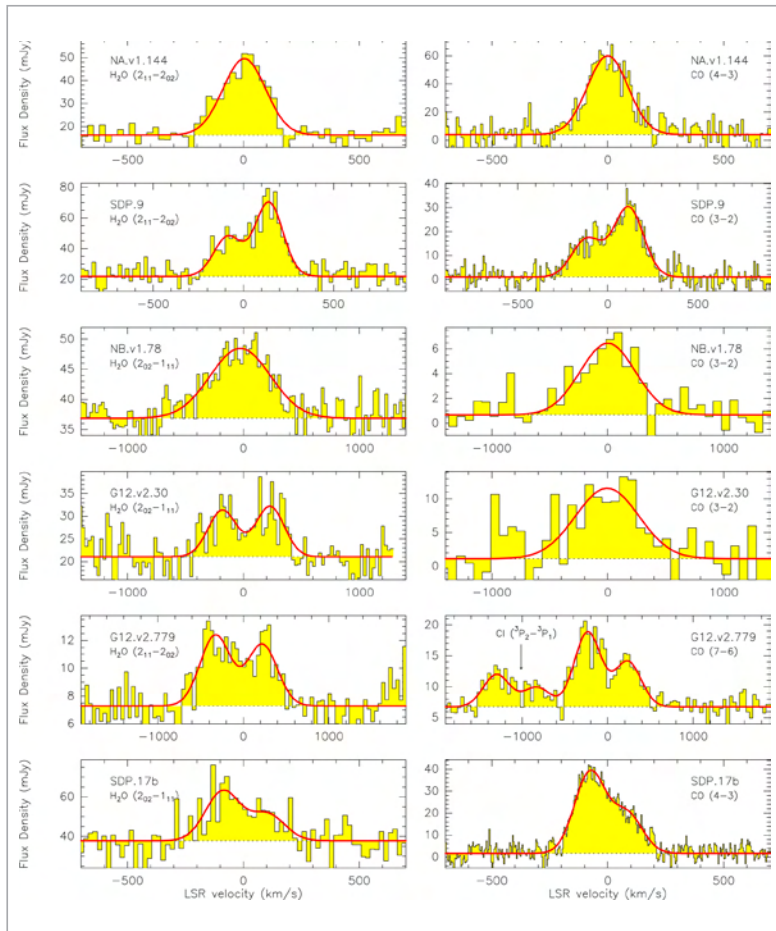 NA.v1.144
H₂O (2₁₁−2₀₂)
Flux Density (mJy)
50
40
30
20
−500
0
500
NA.v1.144
CO (4−3)
60
40
20
0
−500
0
500
SDP.9
H₂O (2₁₁−2₀₂)
Flux Density (mJy)
80
60
40
20
−500
0
500
SDP.9
CO (3−2)
40
30
20
10
0
−500
0
500
NB.v1.78
H₂O (2₀₂−1₁₁)
Flux Density (mJy)
50
45
40
35
−1000
0
1000
NB.v1.78
CO (3−2)
6
4
2
0
−1000
0
1000
G12.v2.30
H₂O (2₀₂−1₁₁)
Flux Density (mJy)
35
30
25
20
−1000
0
1000
G12.v2.30
CO (3−2)
10
5
0
−1000
0
1000
G12.v2.779
H₂O (2₁₁−2₀₂)
Flux Density (mJy)
12
10
8
6
−1000
0
1000
CI (³P₂−³P₁)
G12.v2.779
CO (7−6)
20
15
10
5
−1000
0
1000
SDP.17b
H₂O (2₀₂−1₁₁)
Flux Density (mJy)
60
40
−500
0
500
LSR velocity (km/s)
SDP.17b
CO (4−3)
40
20
0
−500
0
500
LSR velocity (km/s)